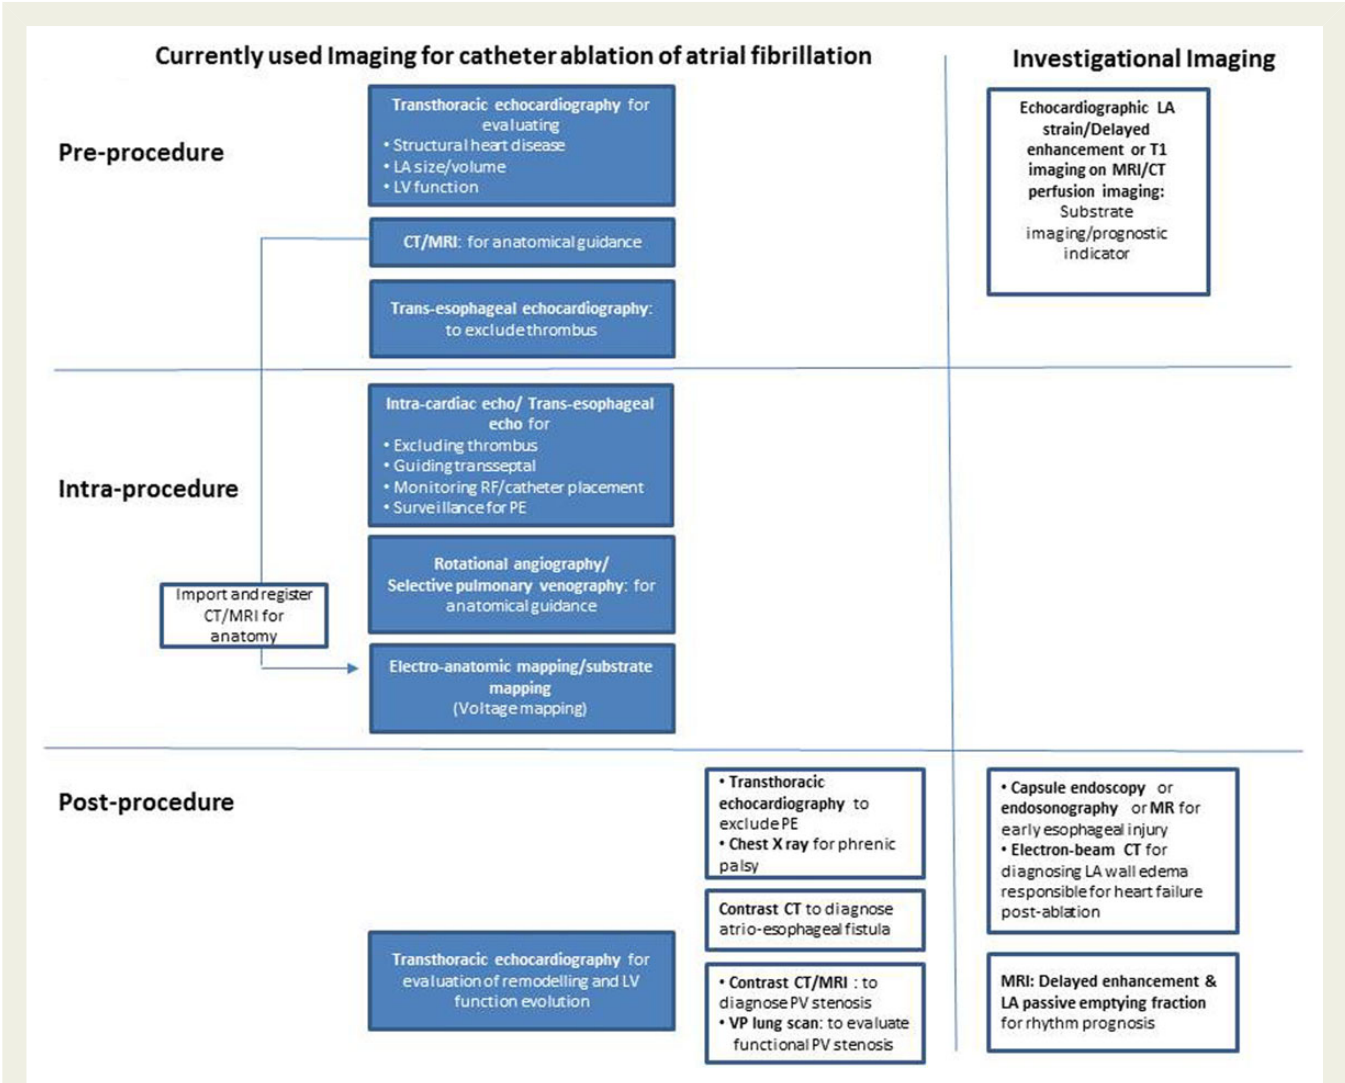 Currently used Imaging for catheter ablation of atrial fibrillation
Investigational Imaging
Pre-procedure
Transthoracic echocardiography for
evaluating
• Structural heart disease
• LA size/volume
• LV function
CT/MRI: for anatomical guidance
Trans-esophageal echocardiography:
to exclude thrombus
Echocardiographic LA
strain/Delayed
enhancement or T1
imaging on MRI/CT
perfusion imaging:
Substrate
imaging/prognostic
indicator
Intra-procedure
Intra-cardiac echo/ Trans-esophageal
echo for
• Excluding thrombus
• Guiding transseptal
• Monitoring RF/catheter placement
• Surveillance for PE
Rotational angiography/
Selective pulmonary venography: for
anatomical guidance
Import and register
CT/MRI for
anatomy
Electro-anatomic mapping/substrate
mapping
(Voltage mapping)
Post-procedure
Transthoracic echocardiography for
evaluation of remodelling and LV
function evolution
• Transthoracic
echocardiography to
exclude PE
• Chest X ray for phrenic
palsy
Contrast CT to diagnose
atrio-esophageal fistula
• Contrast CT/MRI : to
diagnose PV stenosis
• VP lung scan: to evaluate
functional PV stenosis
• Capsule endoscopy or
endosonography or MR for
early esophageal injury
• Electron-beam CT for
diagnosing LA wall edema
responsible for heart failure
post-ablation
MRI: Delayed enhancement &
LA passive emptying fraction
for rhythm prognosis